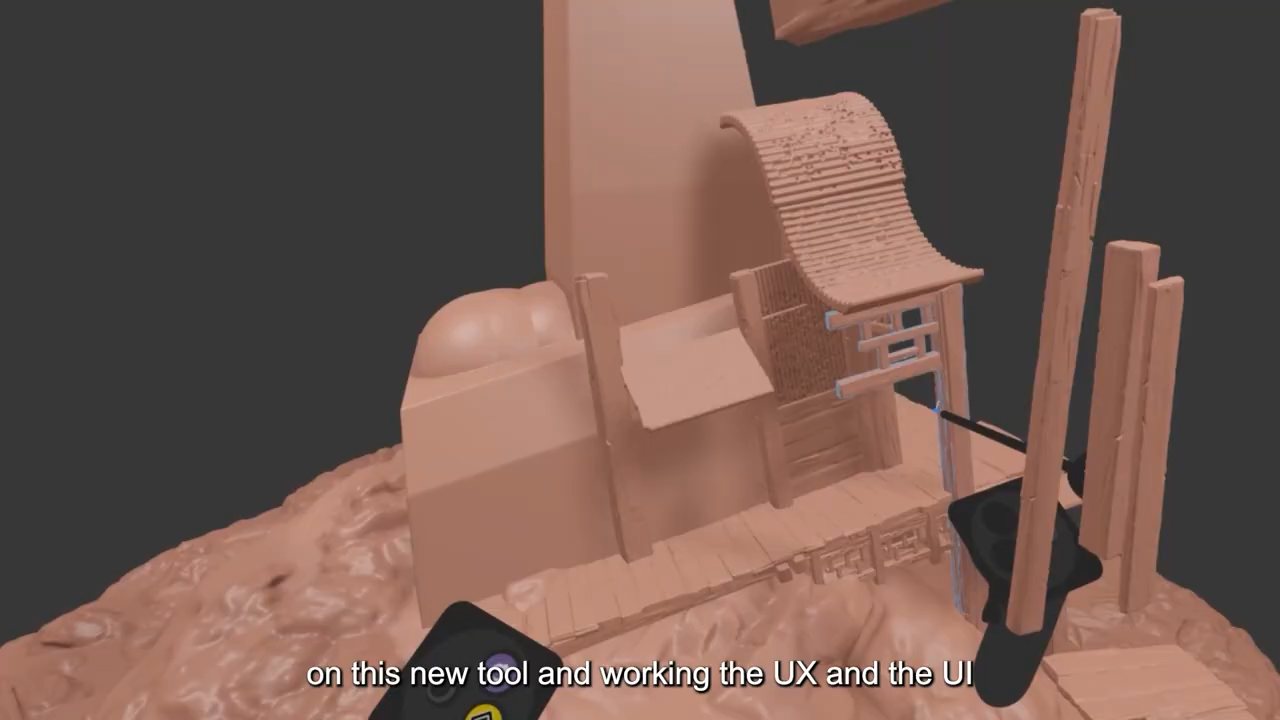 on this new tool and working the UX and the UI